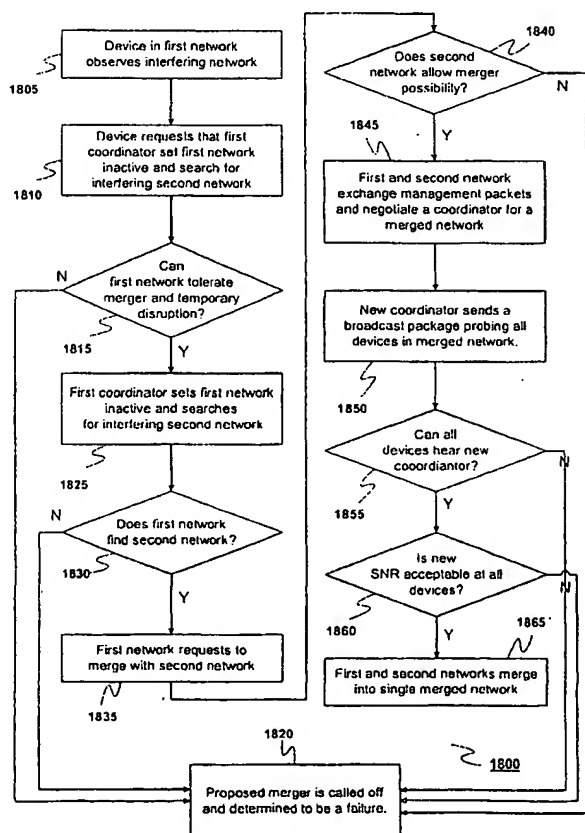 Device in first network
observes interfering network
1805
Device requests that first
coordinator set first network
inactive and search for
interfering second network
1810
N
Can
first network tolerate
merger and temporary
disruption?
1815
Y
First coordinator sets first network
inactive and searches
for interfering second network
1825
N
Does first network
find second network?
1830
Y
First network requests to
merge with second network
1835
1840
Does second
network allow merger
possibility?
N
1845
Y
First and second network
exchange management packets
and negotiate a coordinator for a
merged network
New coordinator sends a
broadcast package probing all
devices in merged network.
1850
Can all
devices hear new
cooordiantor?
N
1855
Y
Is new
SNR acceptable at all
devices?
N
1860
Y
1865
First and second networks merge
into single merged network
1820
1800
Proposed merger is called off
and determined to be a failure.